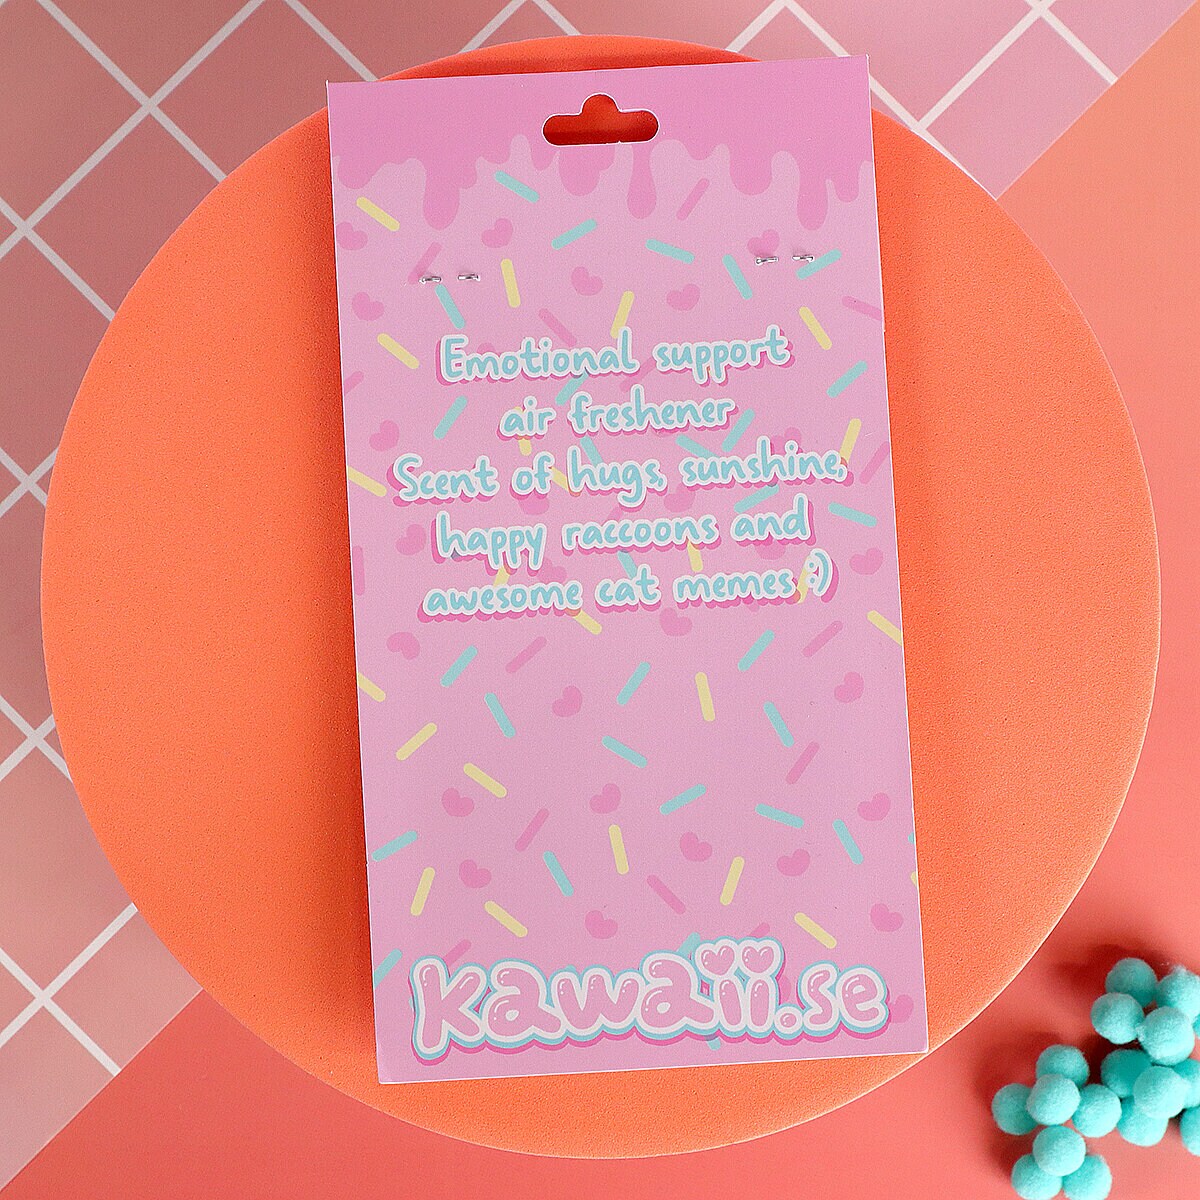 Emotional support
air freshener
Scent of hugs, sunshine,
happy raccoons and
awesome cat memes :)
kawaii.se